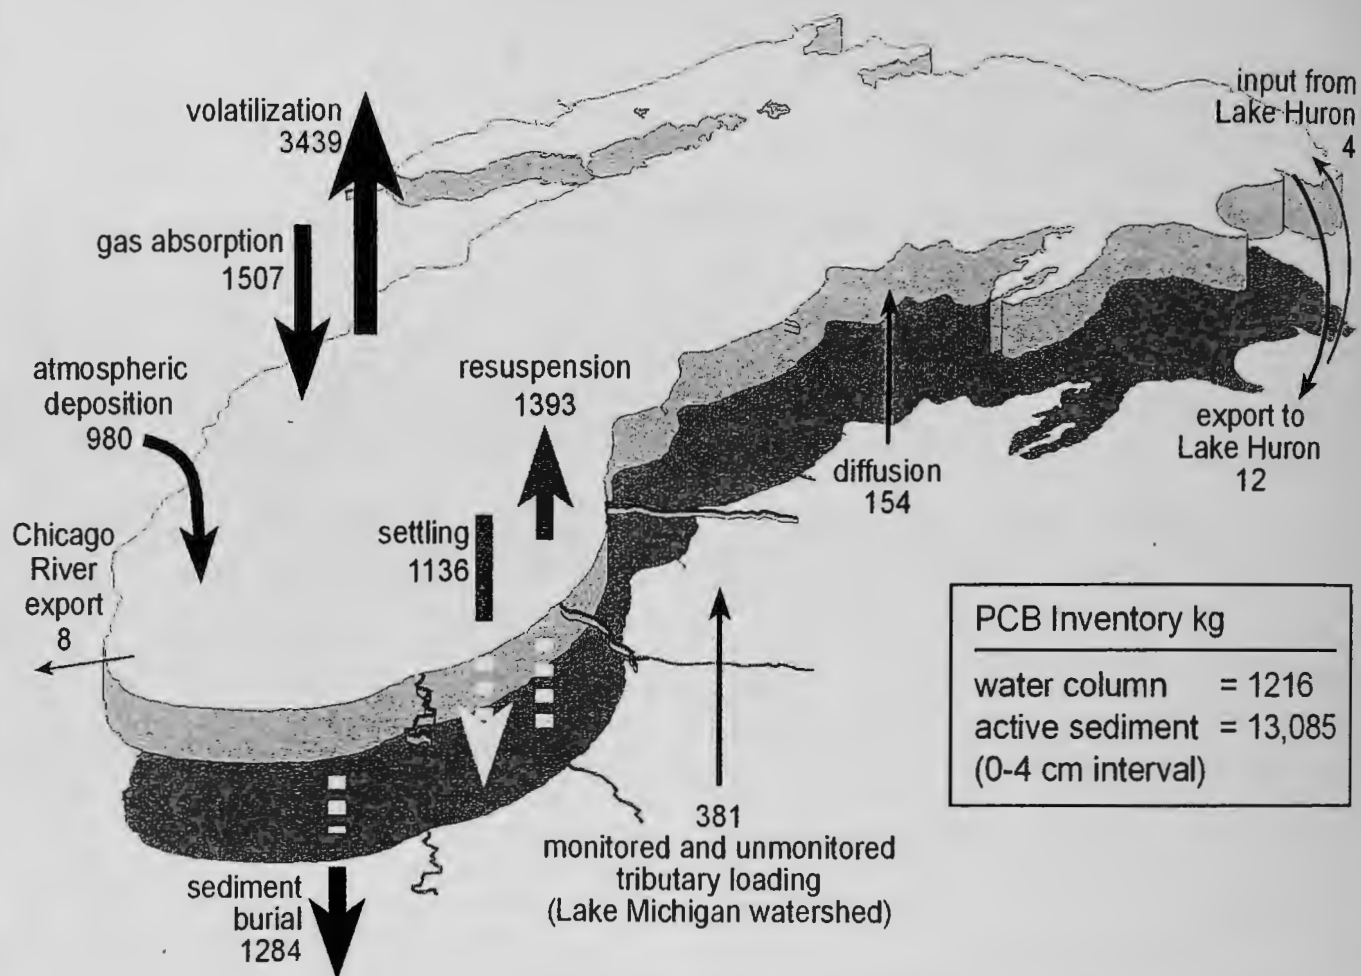 volatilization
3439
input from
Lake Huron
4
gas absorption
1507
atmospheric
deposition
980
resuspension
1393
export to
Lake Huron
12
diffusion
154
Chicago
River
export
8
settling
1136
PCB Inventory kg
water column = 1216
active sediment = 13,085
(0-4 cm interval)
381
monitored and unmonitored
tributary loading
(Lake Michigan watershed)
sediment
burial
1284